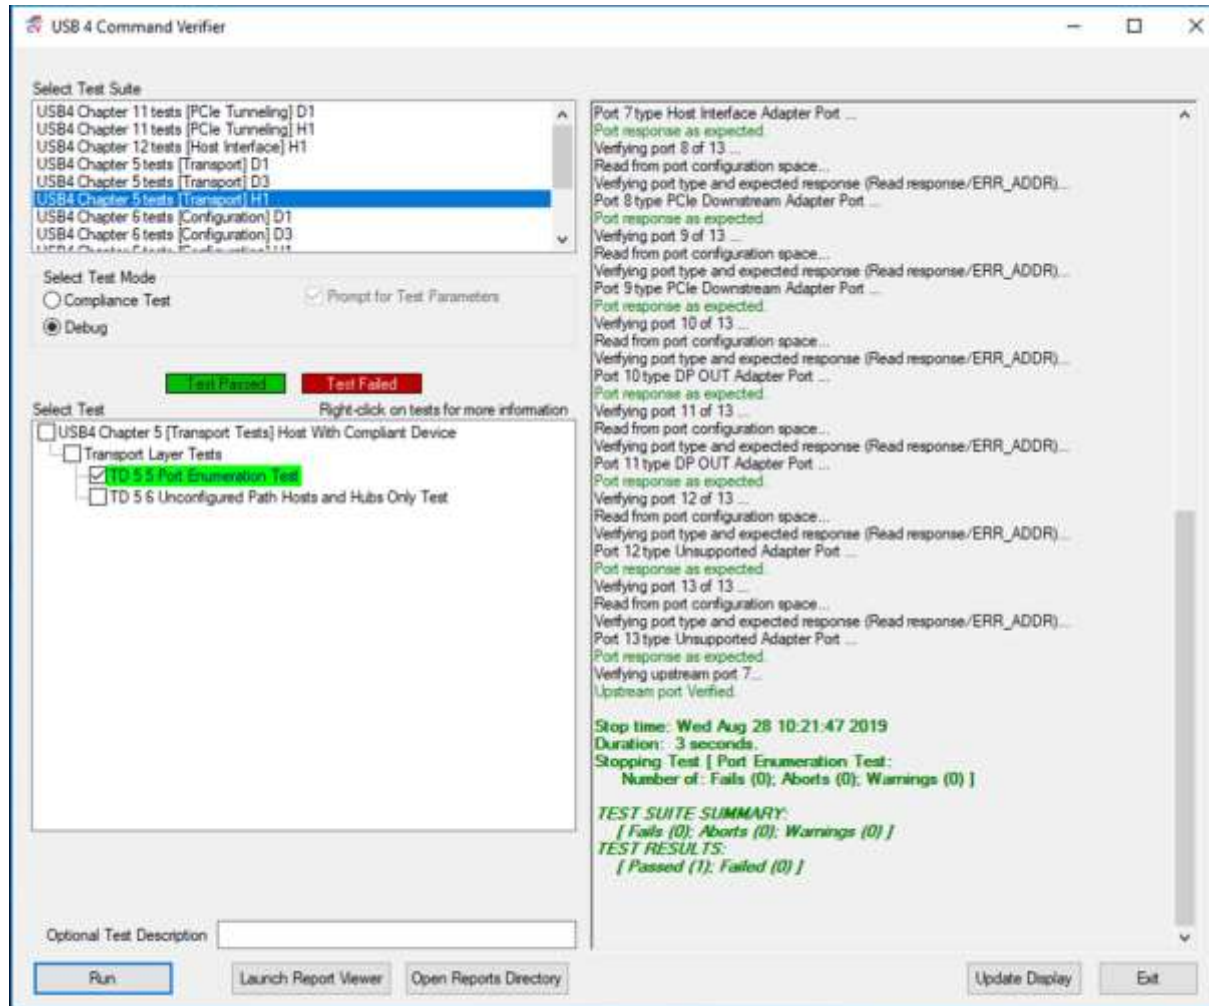 USB 4 Command Verifier
Select Test Suite
USB4 Chapter 11 tests [PCIe Tunneling] D1
USB4 Chapter 11 tests [PCIe Tunneling] H1
USB4 Chapter 12 tests [Host Interface] H1
USB4 Chapter 5 tests [Transport] D1
USB4 Chapter 5 tests [Transport] D3
USB4 Chapter 5 tests [Transport] H1
USB4 Chapter 6 tests [Configuration] D1
USB4 Chapter 6 tests [Configuration] D3
Select Test Mode
Compliance Test
Prompt for Test Parameters
Debug
Test Passed
Test Failed
Select Test
Right-click on tests for more information
USB4 Chapter 5 [Transport Tests] Host With Compliant Device
Transport Layer Tests
TD 5 5 Port Enumeration Test
TD 5 6 Unconfigured Path Hosts and Hubs Only Test
Optional Test Description
Run
Launch Report Viewer
Open Reports Directory
Port 7 type Host Interface Adapter Port ...
Port response as expected.
Verifying port 8 of 13 ...
Read from port configuration space...
Verifying port type and expected response (Read response/ERR_ADDR)...
Port 8 type PCIe Downstream Adapter Port ...
Port response as expected.
Verifying port 9 of 13 ...
Read from port configuration space...
Verifying port type and expected response (Read response/ERR_ADDR)...
Port 9 type PCIe Downstream Adapter Port ...
Port response as expected.
Verifying port 10 of 13 ...
Read from port configuration space...
Verifying port type and expected response (Read response/ERR_ADDR)...
Port 10 type DP OUT Adapter Port ...
Port response as expected.
Verifying port 11 of 13 ...
Read from port configuration space...
Verifying port type and expected response (Read response/ERR_ADDR)...
Port 11 type DP OUT Adapter Port ...
Port response as expected.
Verifying port 12 of 13 ...
Read from port configuration space...
Verifying port type and expected response (Read response/ERR_ADDR)...
Port 12 type Unsupported Adapter Port ...
Port response as expected.
Verifying port 13 of 13 ...
Read from port configuration space...
Verifying port type and expected response (Read response/ERR_ADDR)...
Port 13 type Unsupported Adapter Port ...
Port response as expected.
Verifying upstream port 7...
Upstream port Verified.
Stop time: Wed Aug 28 10:21:47 2019
Duration: 3 seconds.
Stopping Test [ Port Enumeration Test:
Number of: Fails (0); Aborts (0); Warnings (0) ]
TEST SUITE SUMMARY:
[ Fails (0); Aborts (0); Warnings (0) ]
TEST RESULTS:
[ Passed (1); Failed (0) ]
Update Display
Exit